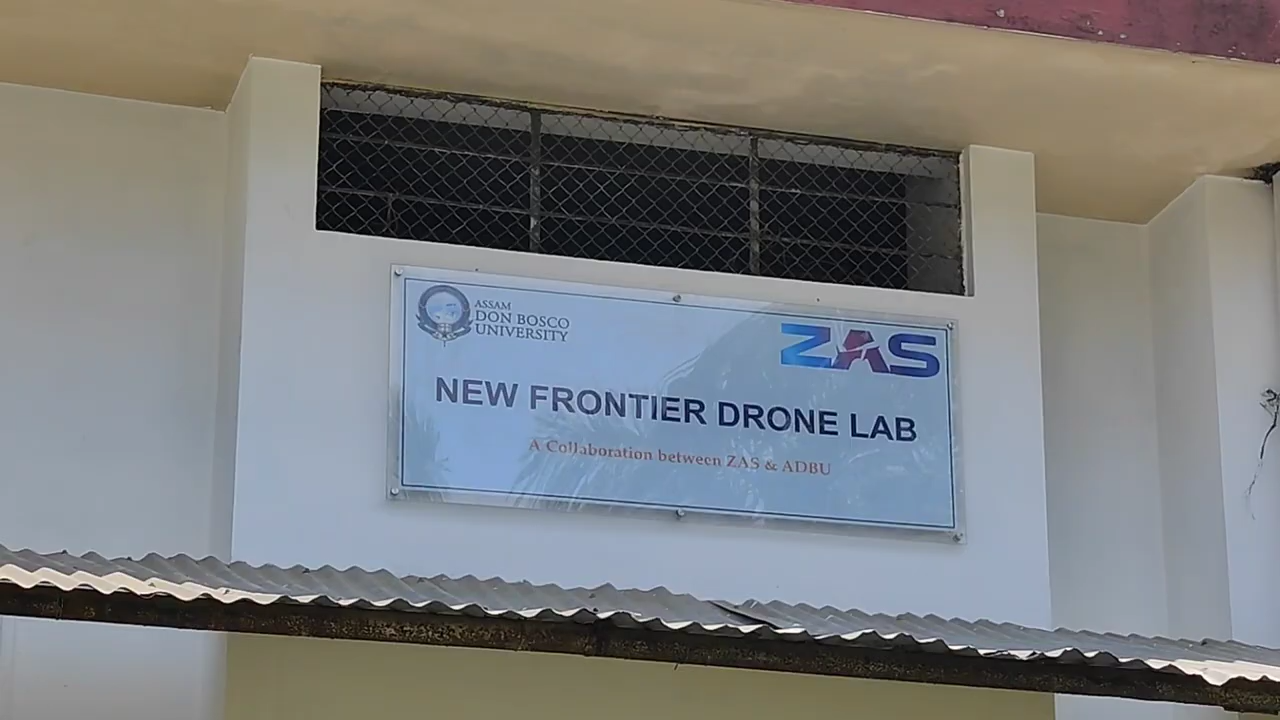 ASSAM
DON BOSCO
UNIVERSITY
ZAS
NEW FRONTIER DRONE LAB
A Collaboration between ZAS & ADBU